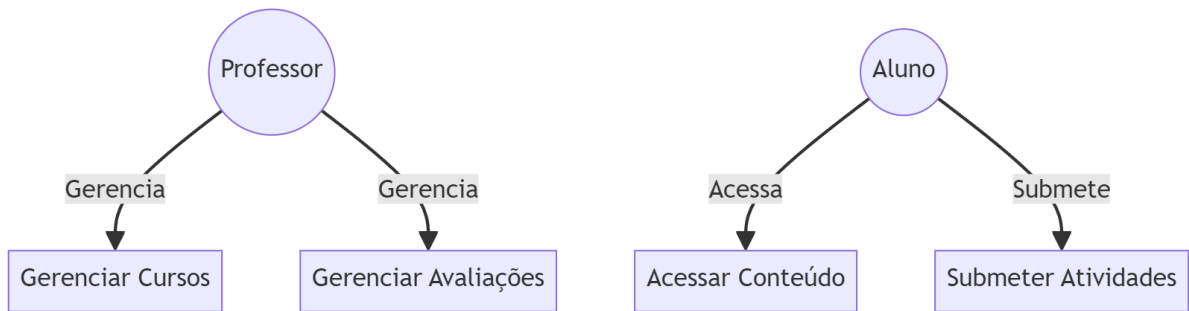 Professor
Aluno
Gerencia
Gerencia
Acessa
Submete
Gerenciar Cursos
Gerenciar Avaliações
Acessar Conteúdo
Submeter Atividades